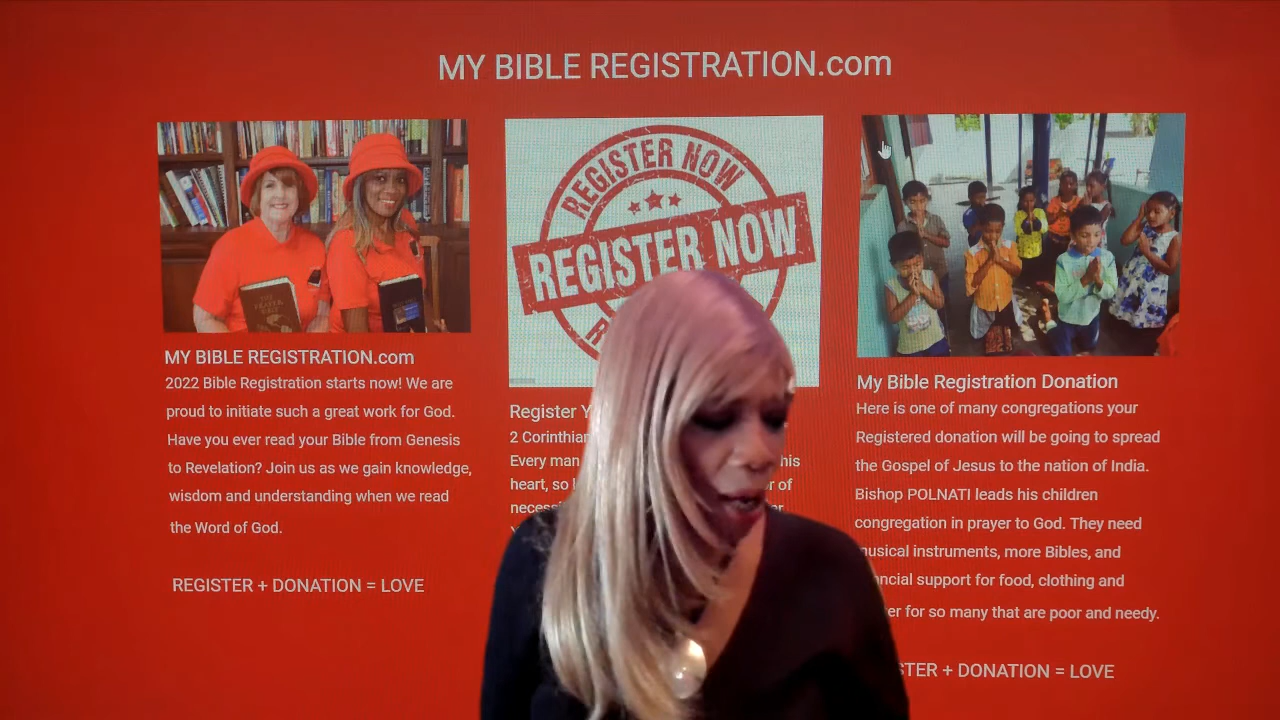 MY BIBLE REGISTRATION.com
MY BIBLE REGISTRATION.com
2022 Bible Registration starts now! We are
proud to initiate such a great work for God.
Have you ever read your Bible from Genesis
to Revelation? Join us as we gain knowledge,
wisdom and understanding when we read
the Word of God.
REGISTER + DONATION = LOVE
REGISTER NOW
REGISTER NOW
Register
2
Every man
heart, so
his
or of
My Bible Registration Donation
Here is one of many congregations your
Registered donation will be going to spread
the Gospel of Jesus to the nation of India.
Bishop POLNATI leads his children
congregation in prayer to God. They need
musical instruments, more Bibles, and
support for food, clothing and
for so many that are poor and needy.
+ DONATION = LOVE